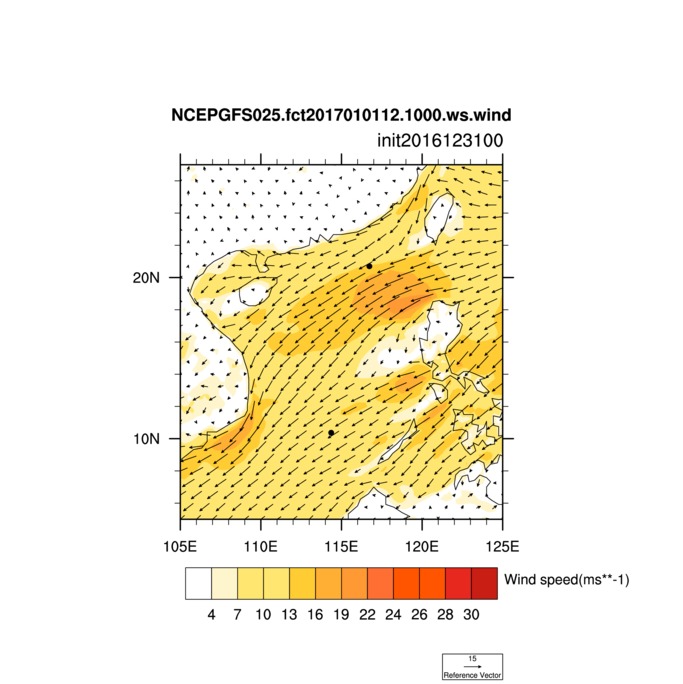 NCEPGFS025.fct2017010112.1000.ws.wind
init2016123100
20N
10N
105E 110E 115E 120E 125E
Wind speed(ms**-1)
4 7 10 13 16 19 22 24 26 28 30
15
Reference Vector